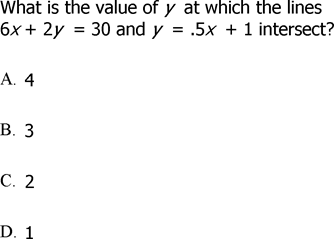 What is the value of y at which the lines
6x + 2y = 30 and y = .5x + 1 intersect?
A. 4
B. 3
C. 2
D. 1